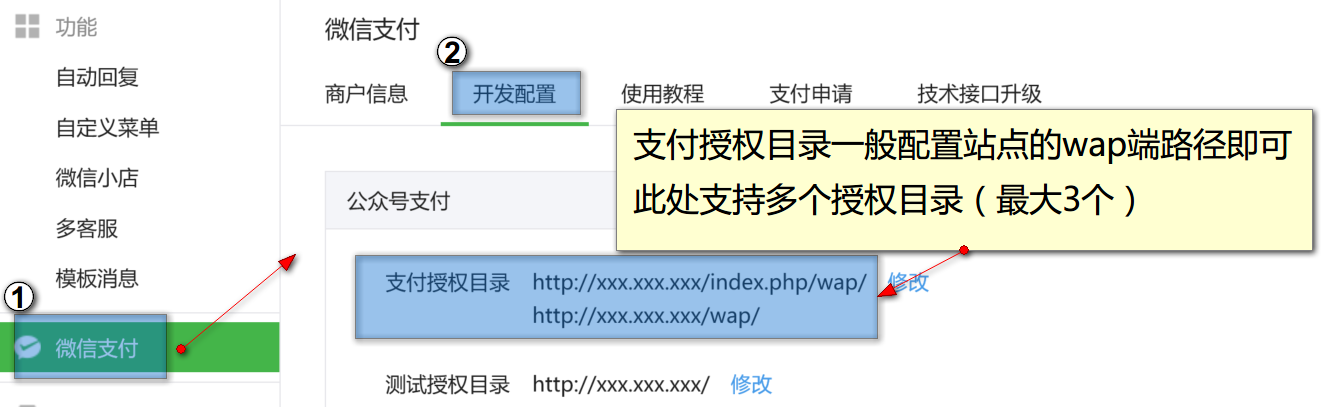 功能
自动回复
自定义菜单
微信小店
多客服
模板消息
①
微信支付
微信支付
②
商户信息 开发配置 使用教程 支付申请 技术接口升级
支付授权目录一般配置站点的wap端路径即可
此处支持多个授权目录（最大3个）
公众号支付
支付授权目录 http://xxx.xxx.xxx/index.php/wap/ 修改
http://xxx.xxx.xxx/wap/
测试授权目录 http://xxx.xxx.xxx/ 修改